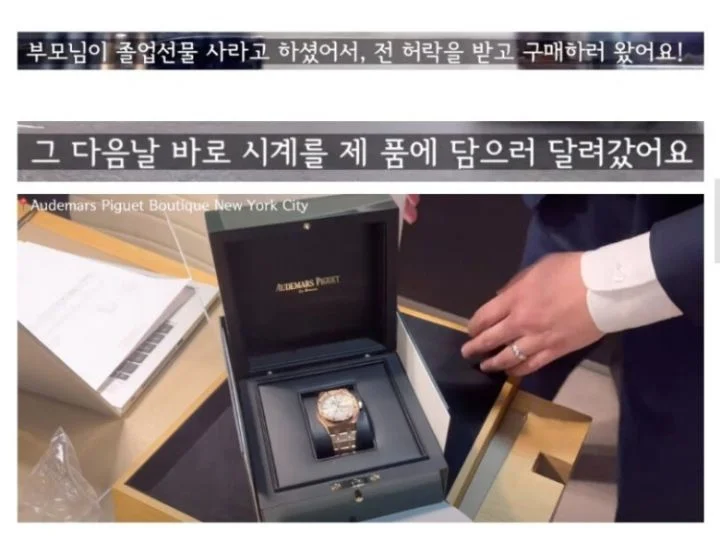 부모님이 졸업선물 사라고 하셨어서, 전 허락을 받고 구매하러 왔어요!
그 다음날 바로 시계를 제 품에 담으러 달려갔어요
Audemars Piguet Boutique New York City
AUDEMARS PIGUET